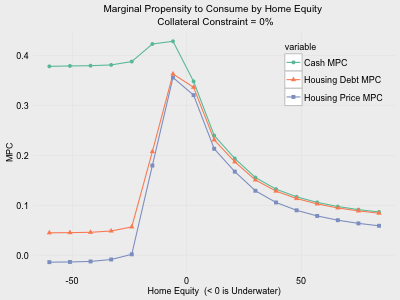 Marginal Propensity to Consume by Home Equity
Collateral Constraint = 0%
variable
Cash MPC
Housing Debt MPC
Housing Price MPC
MPC
0.4
0.3
0.2
0.1
0.0
-50
0
50
Home Equity (< 0 is Underwater)